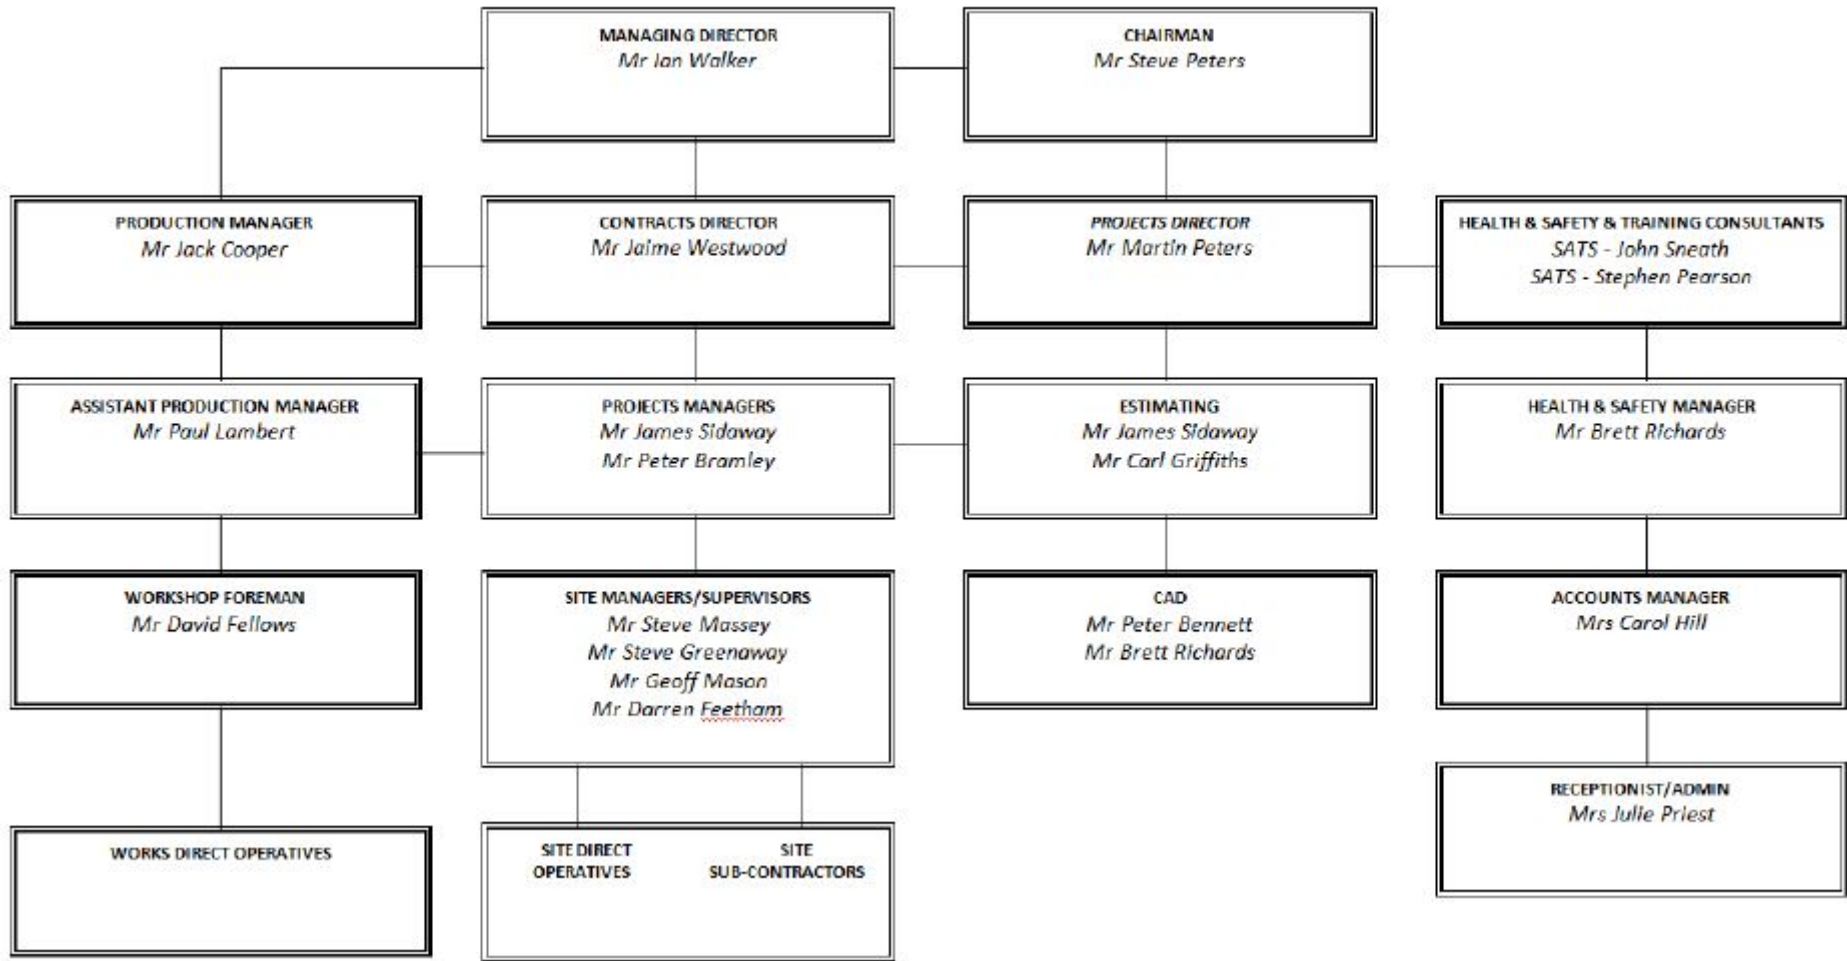 MANAGING DIRECTOR
Mr Ian Walker
CHAIRMAN
Mr Steve Peters
PRODUCTION MANAGER
Mr Jack Cooper
CONTRACTS DIRECTOR
Mr Jaime Westwood
PROJECTS DIRECTOR
Mr Martin Peters
HEALTH & SAFETY & TRAINING CONSULTANTS
SATS - John Sneath
SATS - Stephen Pearson
ASSISTANT PRODUCTION MANAGER
Mr Paul Lambert
PROJECTS MANAGERS
Mr James Sidaway
Mr Peter Bramley
ESTIMATING
Mr James Sidaway
Mr Carl Griffiths
HEALTH & SAFETY MANAGER
Mr Brett Richards
WORKSHOP FOREMAN
Mr David Fellows
SITE MANAGERS/SUPERVISORS
Mr Steve Massey
Mr Steve Greenaway
Mr Geoff Mason
Mr Darren Feetham
CAD
Mr Peter Bennett
Mr Brett Richards
ACCOUNTS MANAGER
Mrs Carol Hill
RECEPTIONIST/ADMIN
Mrs Julie Priest
WORKS DIRECT OPERATIVES
SITE DIRECT
OPERATIVES
SITE
SUB-CONTRACTORS